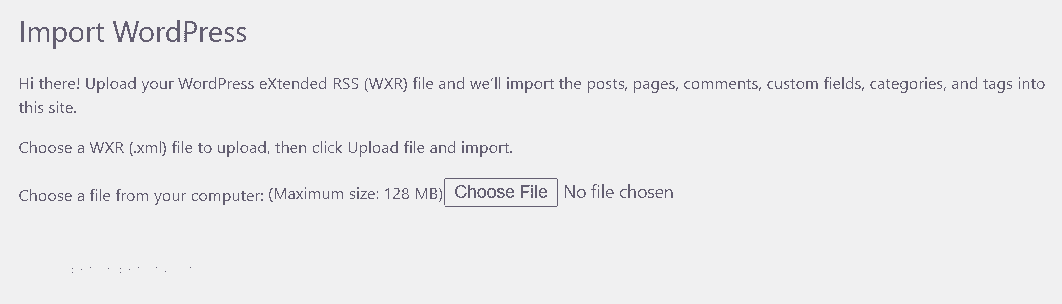 Import WordPress
Hi there! Upload your WordPress eXtended RSS (WXR) file and we'll import the posts, pages, comments, custom fields, categories, and tags into
this site.
Choose a WXR (.xml) file to upload, then click Upload file and import.
Choose a file from your computer: (Maximum size: 128 MB) Choose File No file chosen